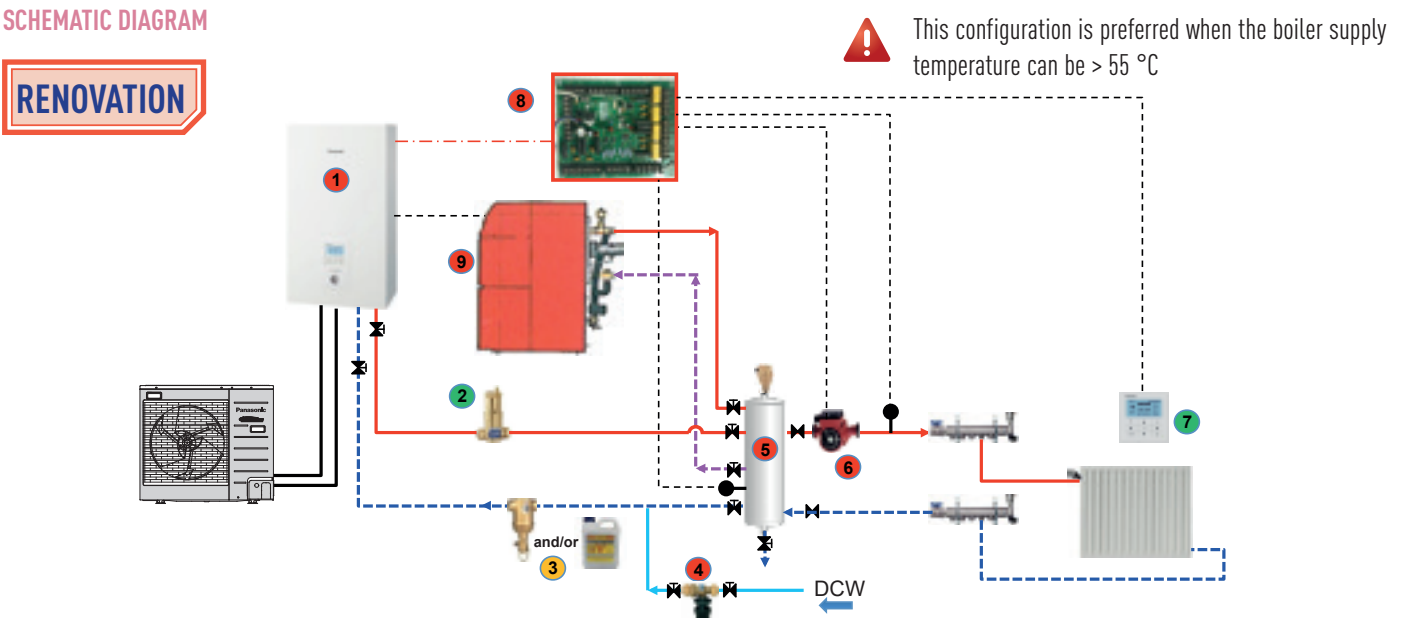 SCHEMATIC DIAGRAM
This configuration is preferred when the boiler supply
temperature can be > 55 °C
RENOVATION
8
1
9
2
7
5
6
Panasonic
and/or
3
4
DCW